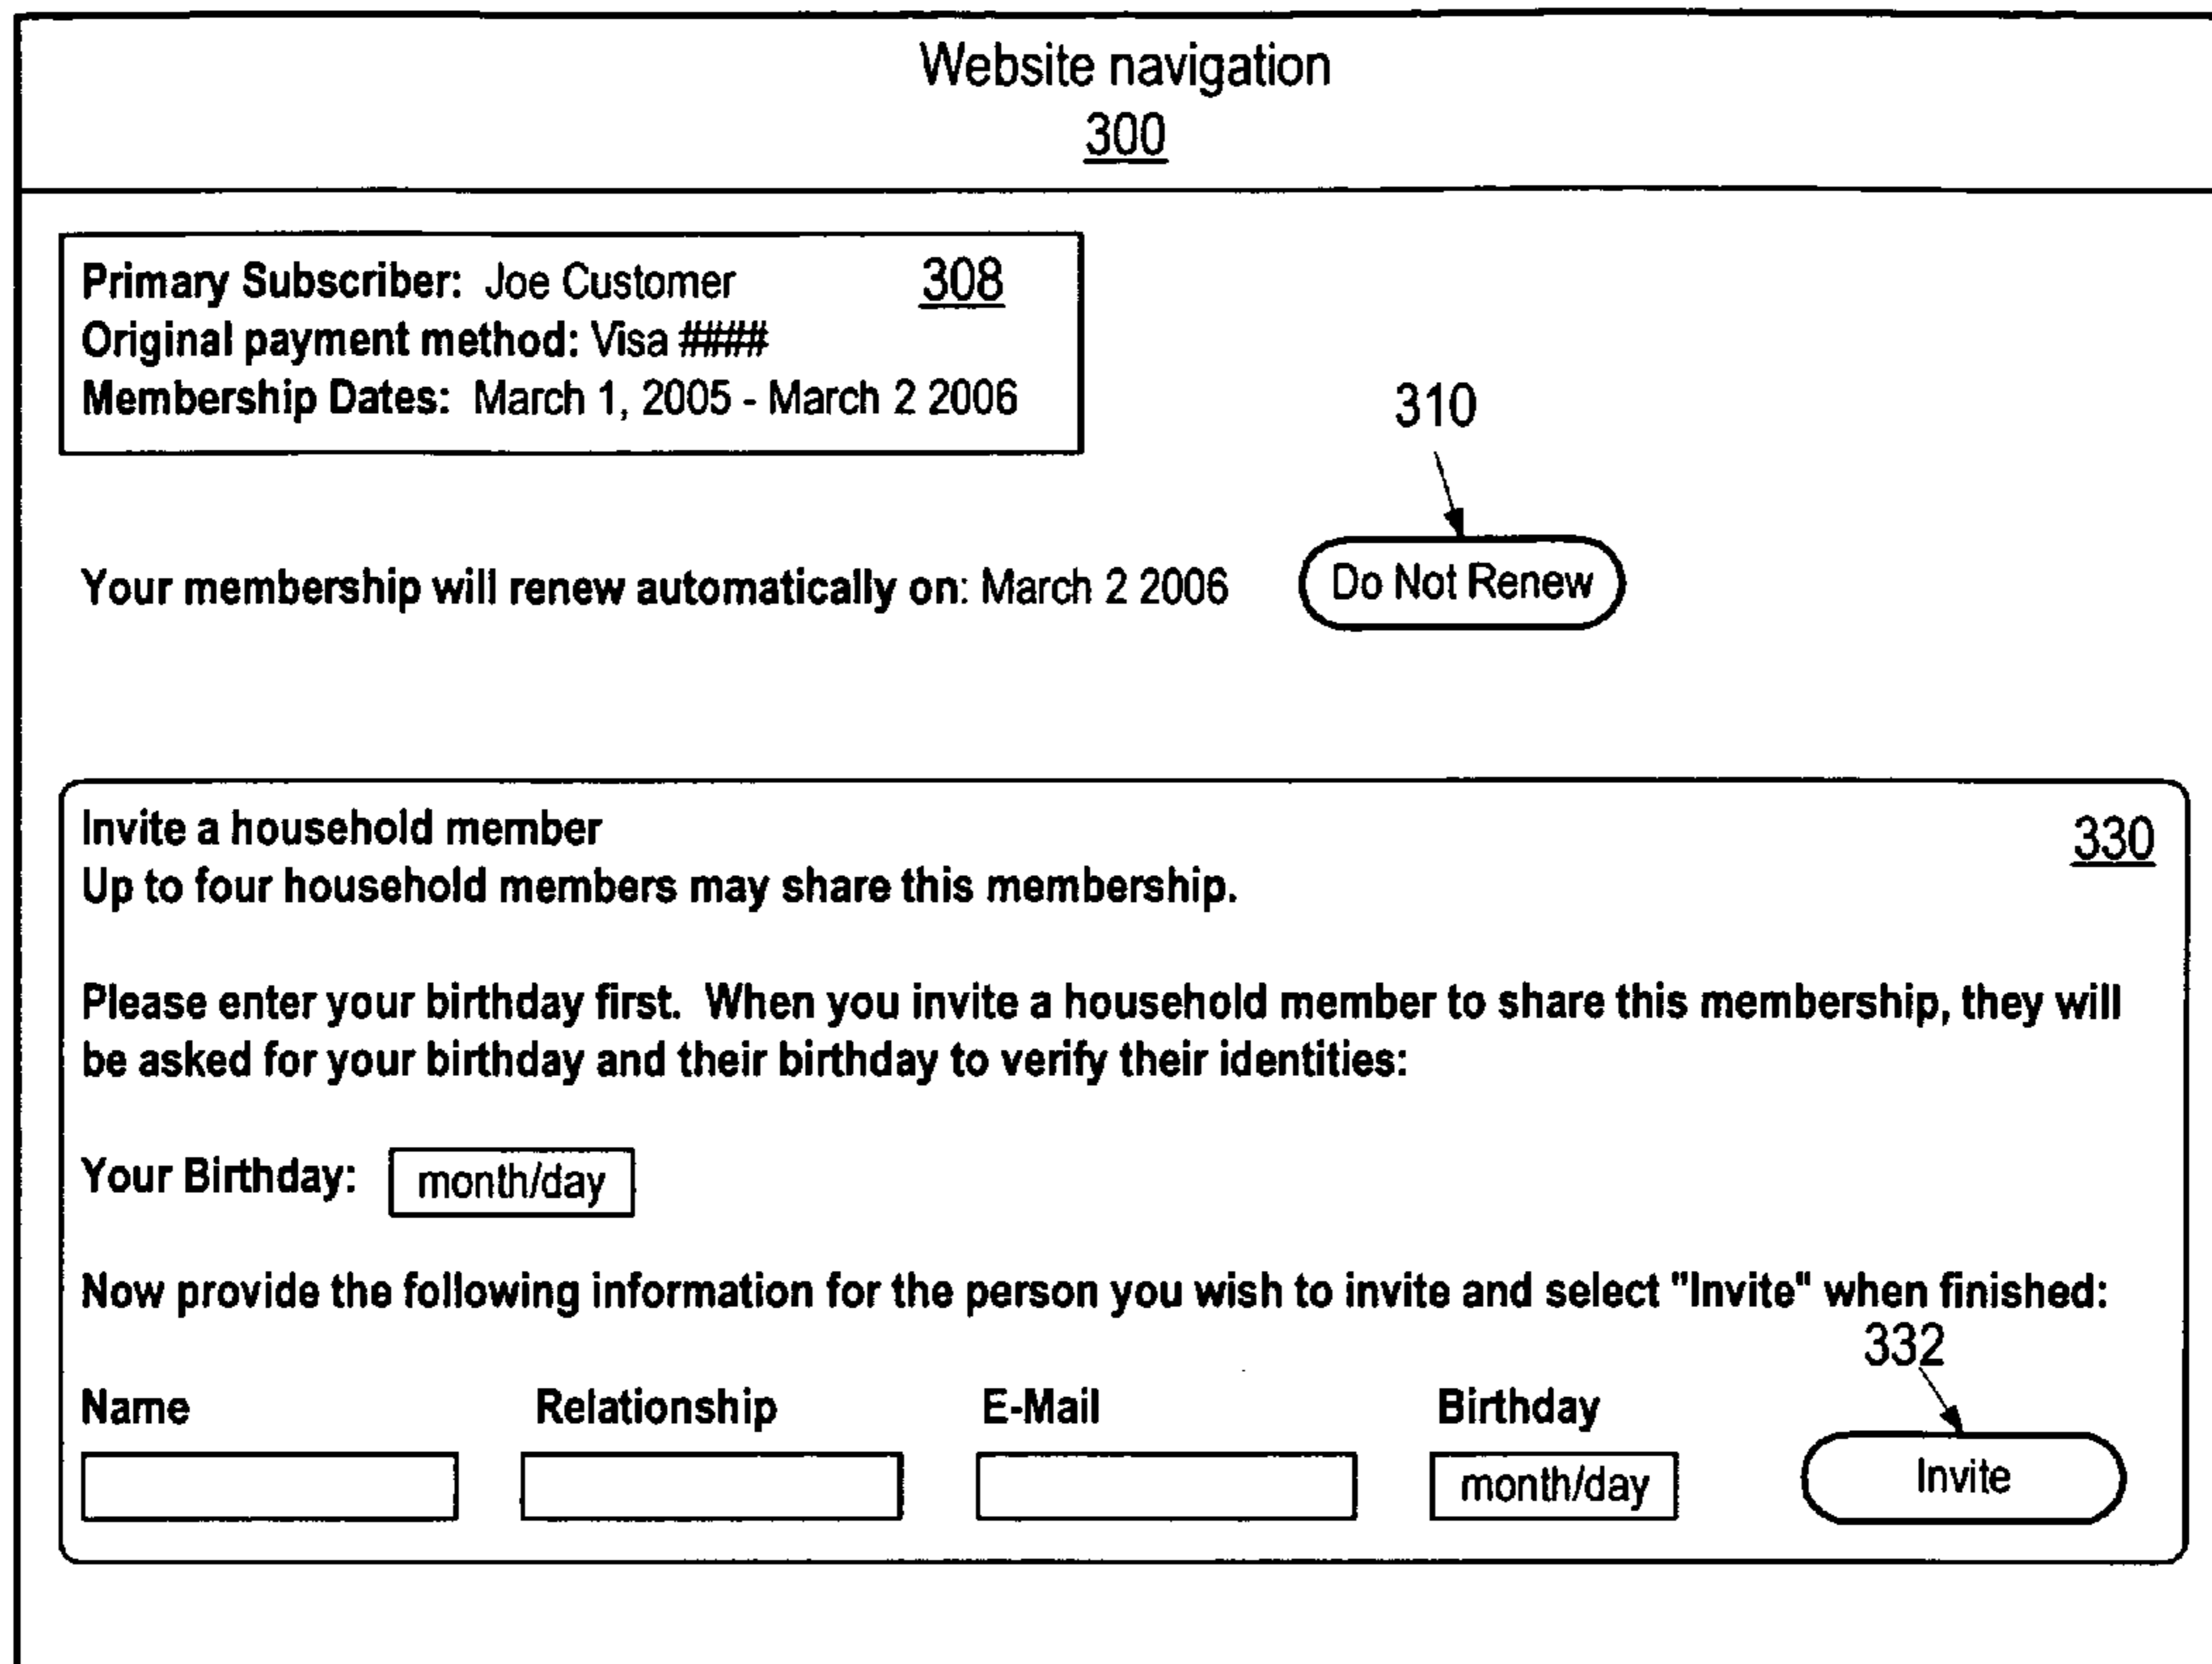 Website navigation
300
Primary Subscriber: Joe Customer 308
Original payment method: Visa ####
Membership Dates: March 1, 2005 - March 2 2006
310
Your membership will renew automatically on: March 2 2006 Do Not Renew
Invite a household member 330
Up to four household members may share this membership.
Please enter your birthday first. When you invite a household member to share this membership, they will
be asked for your birthday and their birthday to verify their identities:
Your Birthday: month/day
Now provide the following information for the person you wish to invite and select "Invite" when finished:
332
Name Relationship E-Mail Birthday
month/day Invite